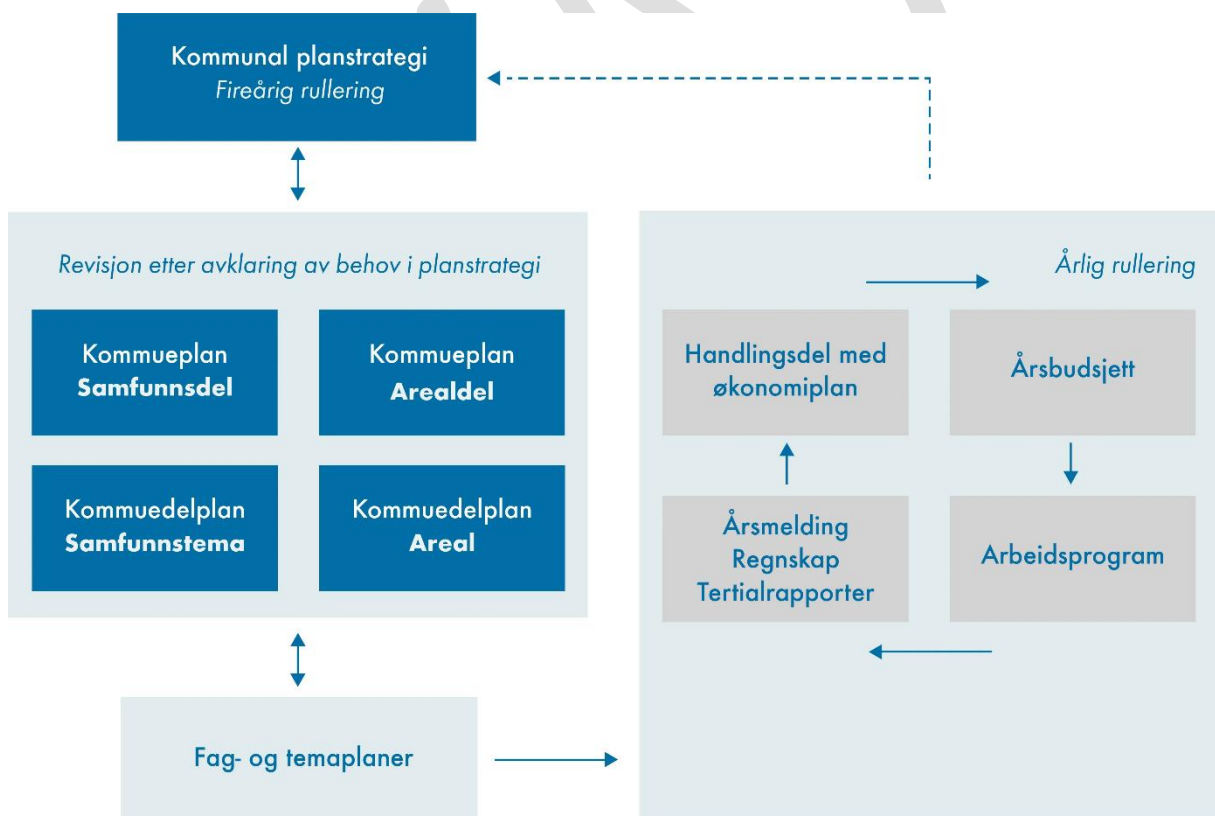 Kommunal planstrategi
Fireårig rullering
Revisjon etter avklaring av behov i planstrategi
Kommueplan
Samfunnsdel
Kommueplan
Arealdel
Kommuedelplan
Samfunnstema
Kommuedelplan
Areal
Fag- og temaplaner
Årlig rullering
Handlingsdel med
økonomiplan
Årsbudsjett
Årsmelding
Regnskap
Tertialrapporter
Arbeidsprogram